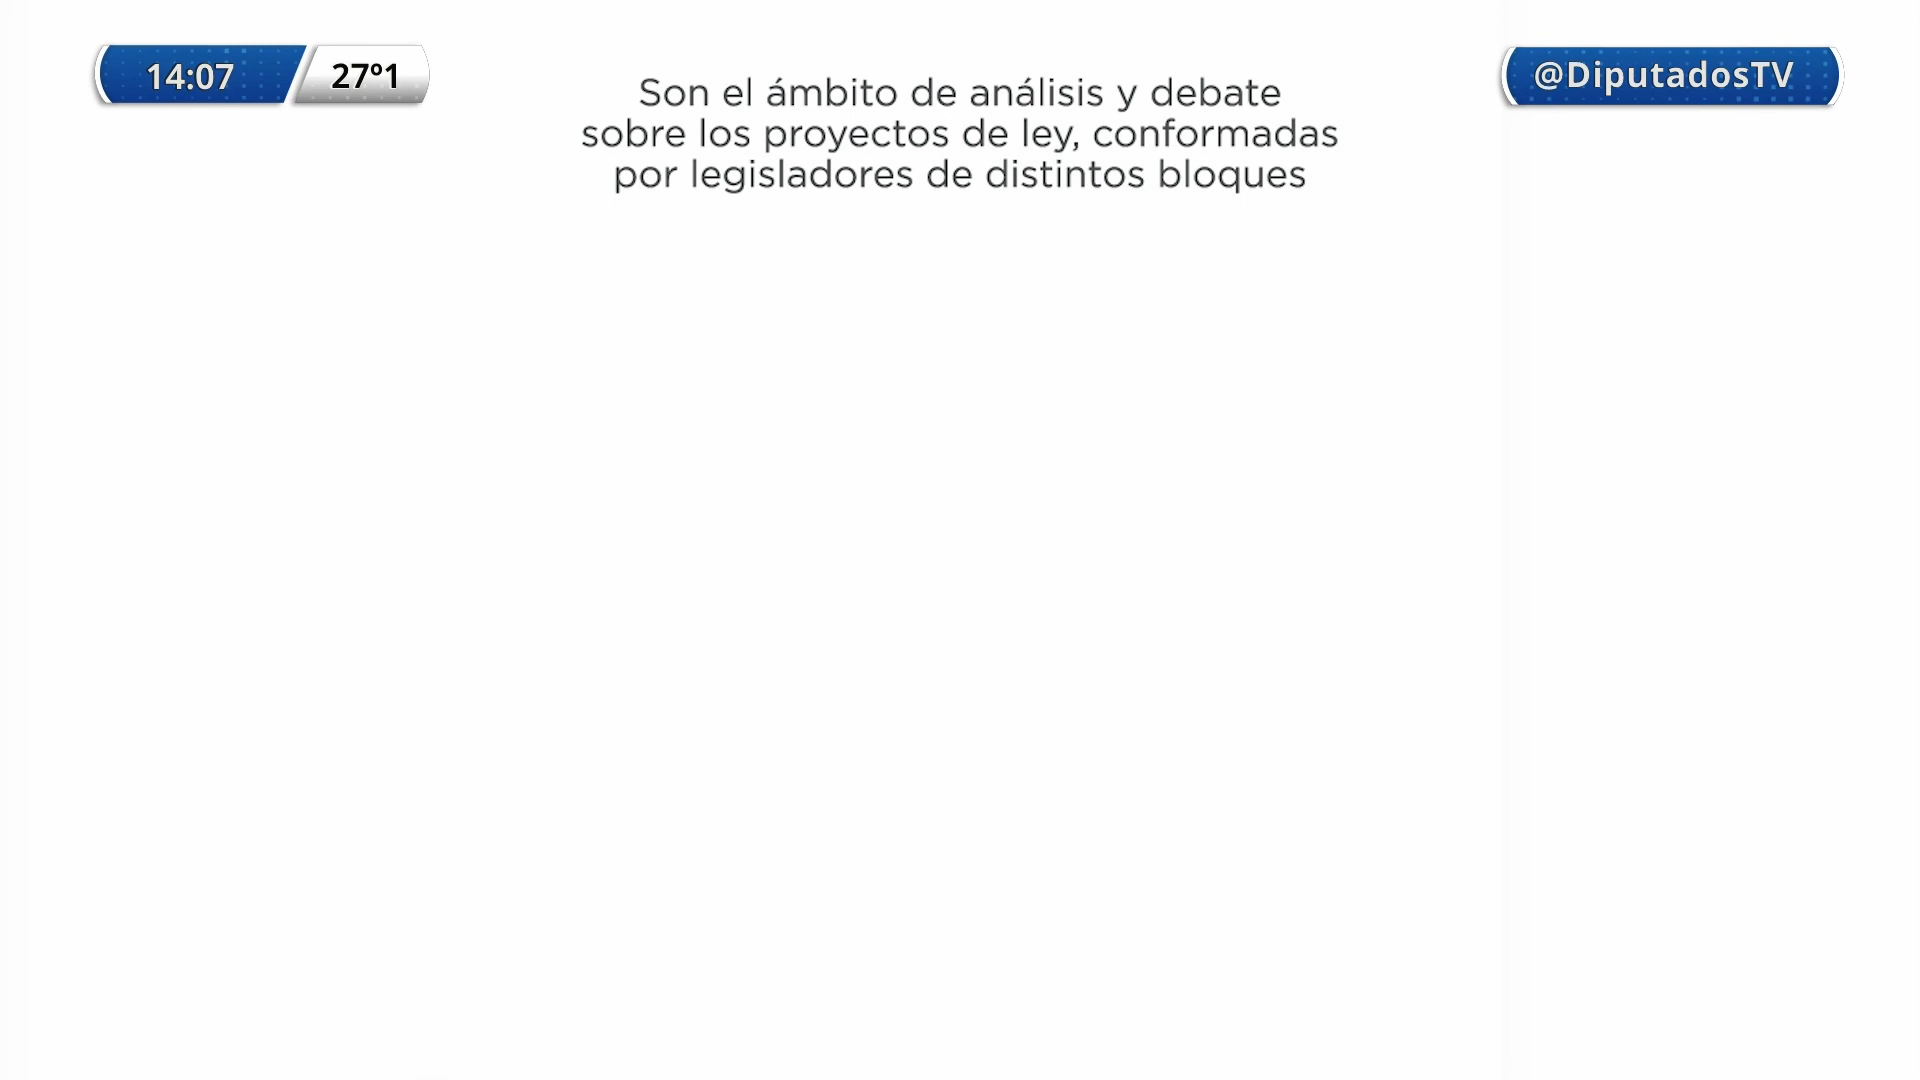 14:07
27º1
@DiputadosTV
Son el ámbito de análisis y debate
sobre los proyectos de ley, conformadas
por legisladores de distintos bloques